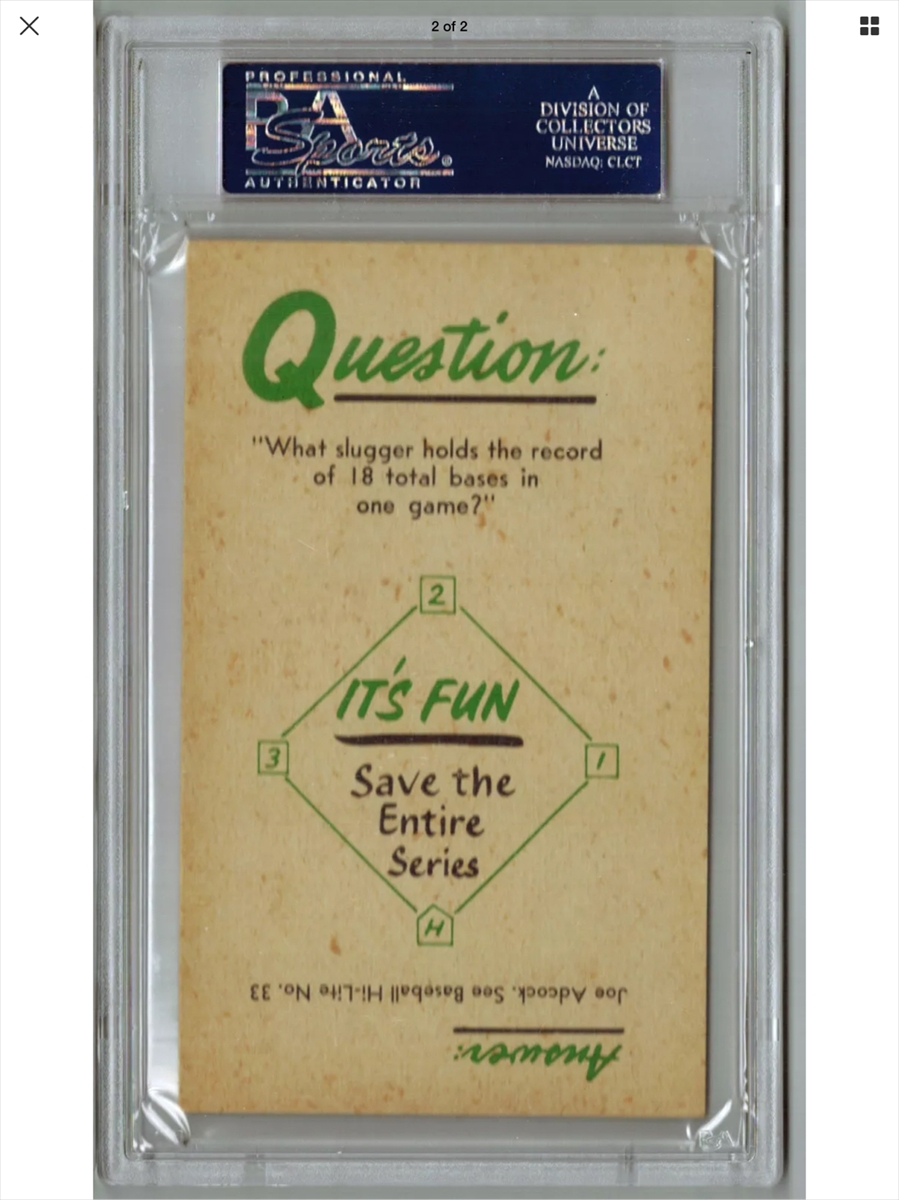 2 of 2
PROFESSIONAL
PSA
Sports®
AUTHENTICATOR
A
DIVISION OF
COLLECTORS
UNIVERSE
NASDAQ: CLCT
Question:
"What slugger holds the record
of 18 total bases in
one game?"
2
IT'S FUN
3
1
Save the
Entire
Series
H
Answer:
Joe Adcock. See Baseball Hi-Lite No. 33